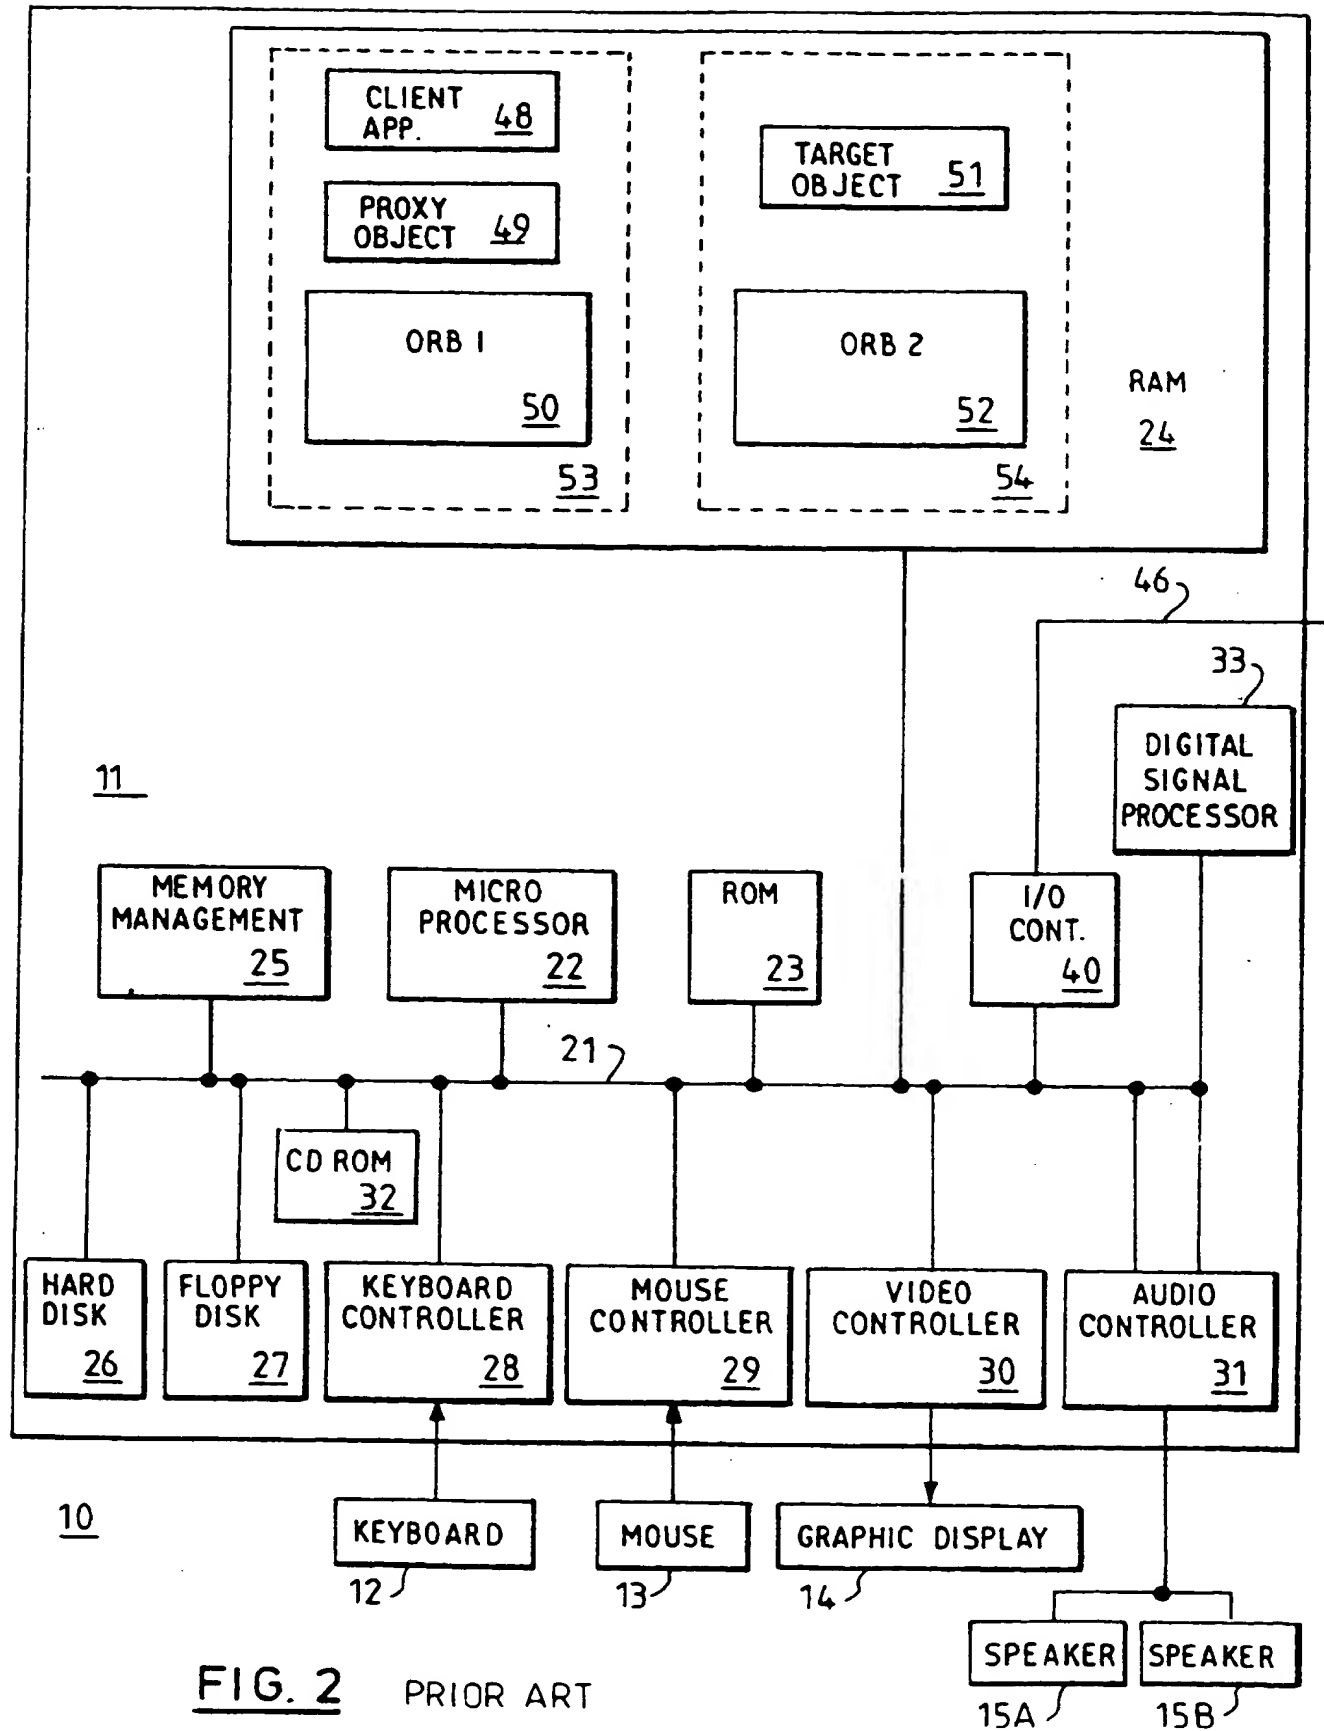 CLIENT
APP. 48
PROXY
OBJECT 49
ORB 1
50
53
TARGET
OBJECT 51
ORB 2
52
54
RAM
24
46
33
DIGITAL
SIGNAL
PROCESSOR
11
MEMORY
MANAGEMENT
25
MICRO
PROCESSOR
22
ROM
23
I/O
CONT.
40
21
CD ROM
32
HARD
DISK
26
FLOPPY
DISK
27
KEYBOARD
CONTROLLER
28
MOUSE
CONTROLLER
29
VIDEO
CONTROLLER
30
AUDIO
CONTROLLER
31
10
KEYBOARD
12
MOUSE
13
GRAPHIC DISPLAY
14
SPEAKER
15A
SPEAKER
15B
FIG. 2 PRIOR ART